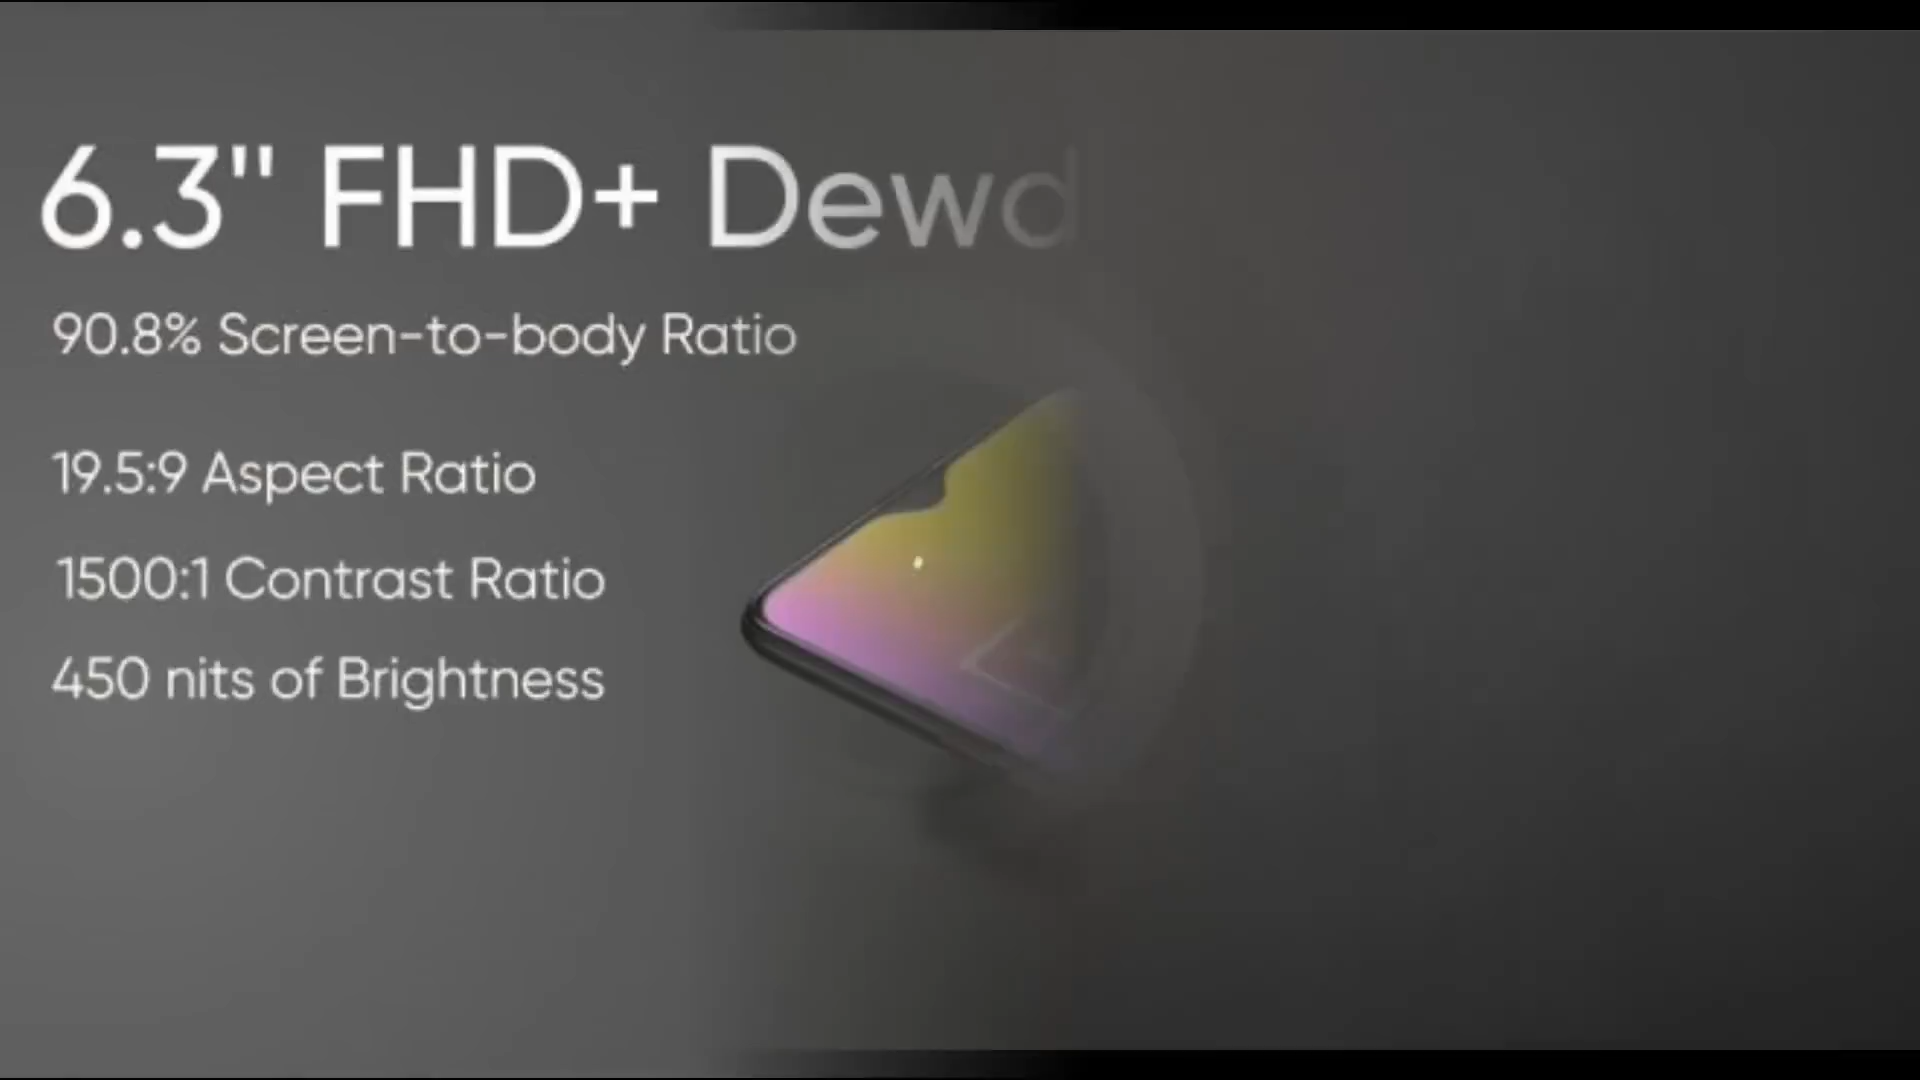 6.3" FHD+ Dewd
90.8% Screen-to-body Ratio
19.5:9 Aspect Ratio
1500:1 Contrast Ratio
450 nits of Brightness